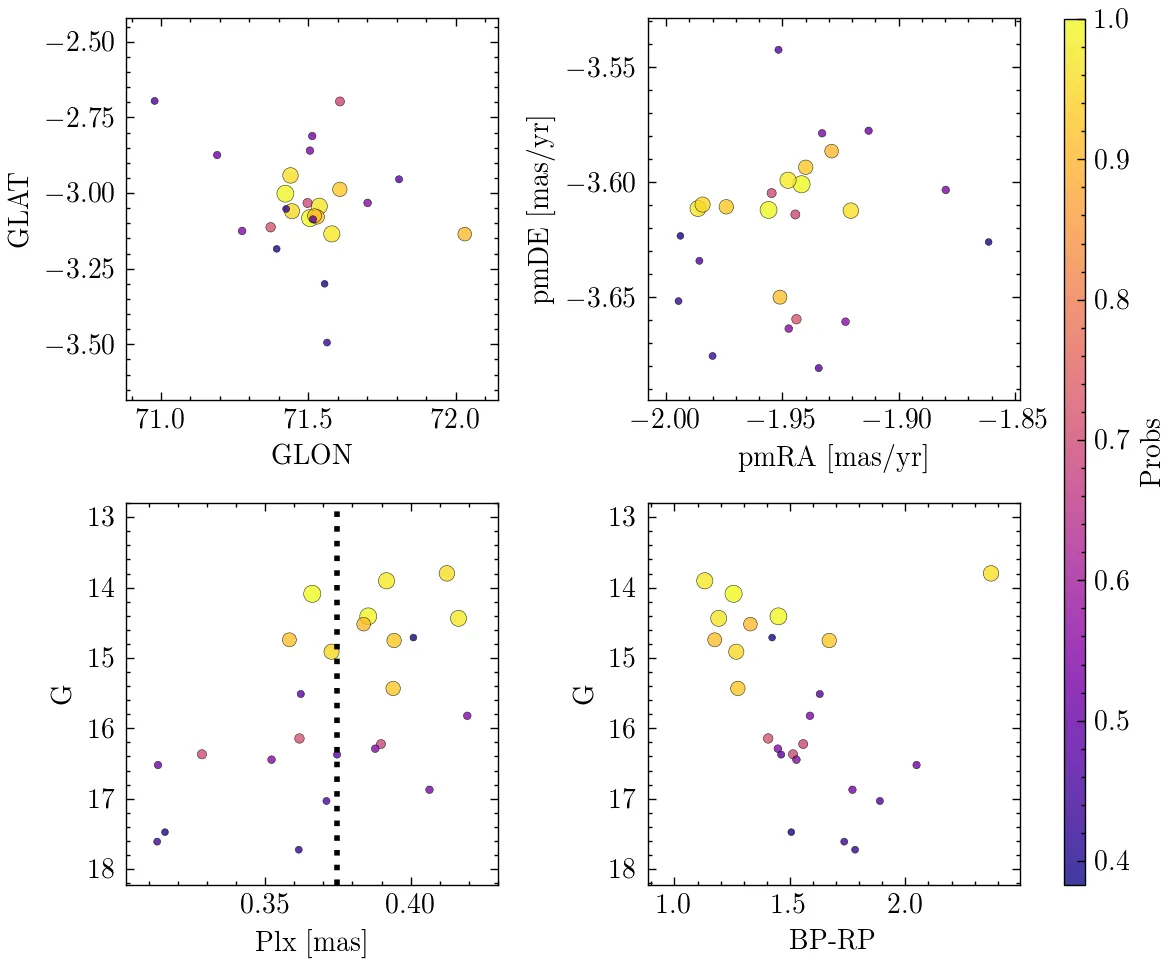 −2.50
−2.75
−3.00
−3.25
−3.50
GLAT
71.0 71.5 72.0
GLON
−3.55
−3.60
−3.65
pmDE [mas/yr]
−2.00 −1.95 −1.90 −1.85
pmRA [mas/yr]
13
14
15
16
17
18
G
0.35 0.40
Plx [mas]
13
14
15
16
17
18
G
1.0 1.5 2.0
BP-RP
1.0
0.9
0.8
0.7
0.6
0.5
0.4
Probs